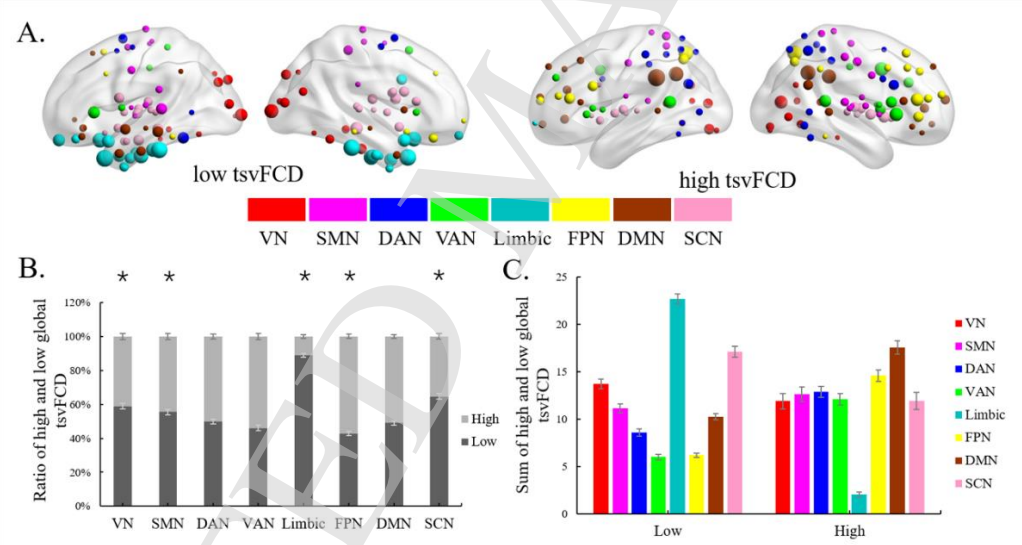 A.
low tsvFCD
high tsvFCD
VN SMN DAN VAN Limbic FPN DMN SCN
B.
* * * * *
Ratio of high and low global
tsvFCD
120%
100%
80%
60%
40%
20%
0%
VN SMN DAN VAN Limbic FPN DMN SCN
High
Low
C.
Sum of high and low global
tsvFCD
25
20
15
10
5
0
Low High
VN
SMN
DAN
VAN
Limbic
FPN
DMN
SCN